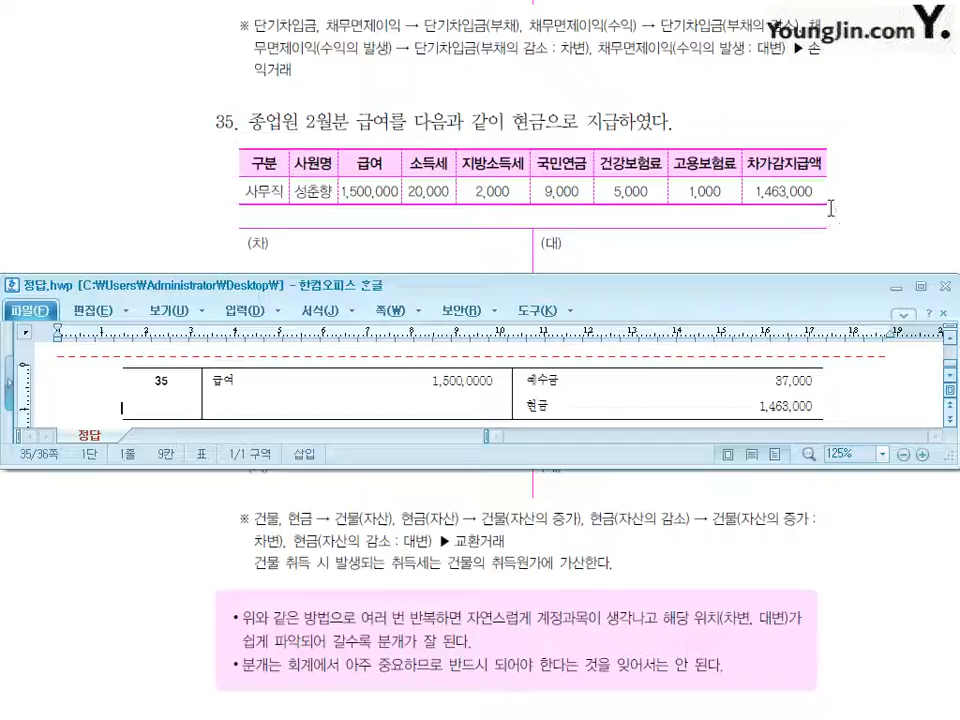 ※ 단기차입금, 채무면제이익 → 단기차입금(부채), 채무면제이익(수익) → 단기차입금(부채의 감소), 채
YoungJin.com Y.
무면제이익(수익의 발생) → 단기차입금(부채의 감소 : 차변), 채무면제이익(수익의 발생 : 대변) ▶ 손
익거래
35. 종업원 2월분 급여를 다음과 같이 현금으로 지급하였다.
구분 사원명 급여 소득세 지방소득세 국민연금 건강보험료 고용보험료 차가감지급액
사무직 성춘향 1,500,000 20,000 2,000 9,000 5,000 1,000 1,463,000
(차) (대)
정답.hwp [C:₩Users₩Administrator₩Desktop₩] - 한컴오피스 한글
파일(F) 편집(E) 보기(U) 입력(D) 서식(J) 쪽(W) 보안(R) 도구(K) ? ×
1 2 3 4 5 6 7 8 9 10 11 12 13 14 15 16 17 18 19
35 급여 1,500,0000 예수금 37,000
현금 1,463,000
정답
35/36쪽 1단 1줄 9칸 표 1/1 구역 삽입 125%
※ 건물, 현금 → 건물(자산), 현금(자산) → 건물(자산의 증가), 현금(자산의 감소) → 건물(자산의 증가 :
차변), 현금(자산의 감소 : 대변) ▶ 교환거래
건물 취득 시 발생되는 취득세는 건물의 취득원가에 가산한다.
• 위와 같은 방법으로 여러 번 반복하면 자연스럽게 계정과목이 생각나고 해당 위치(차변, 대변)가
쉽게 파악되어 갈수록 분개가 잘 된다.
• 분개는 회계에서 아주 중요하므로 반드시 되어야 한다는 것을 잊어서는 안 된다.